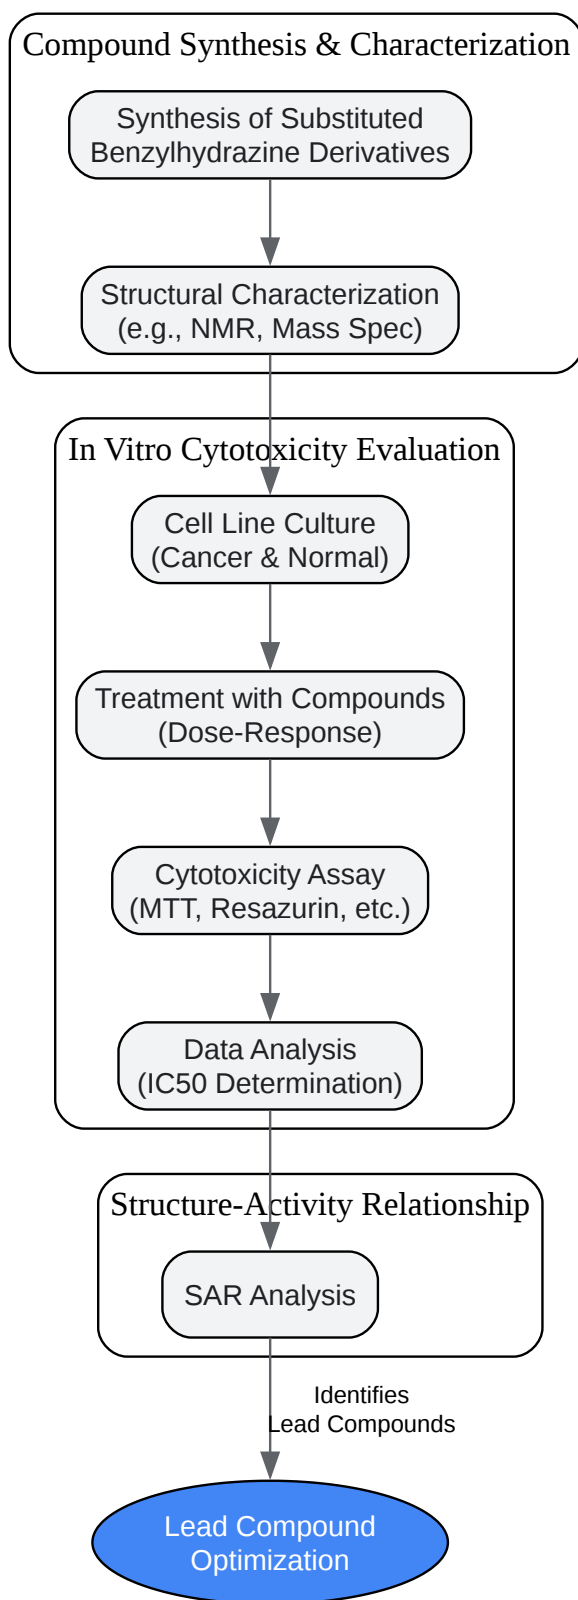 Compound Synthesis & Characterization
Synthesis of Substituted
Benzylhydrazine Derivatives
Structural Characterization
(e.g., NMR, Mass Spec)
In Vitro Cytotoxicity Evaluation
Cell Line Culture
(Cancer & Normal)
Treatment with Compounds
(Dose-Response)
Cytotoxicity Assay
(MTT, Resazurin, etc.)
Data Analysis
(IC50 Determination)
Structure-Activity Relationship
SAR Analysis
Identifies
Lead Compounds
Lead Compound
Optimization